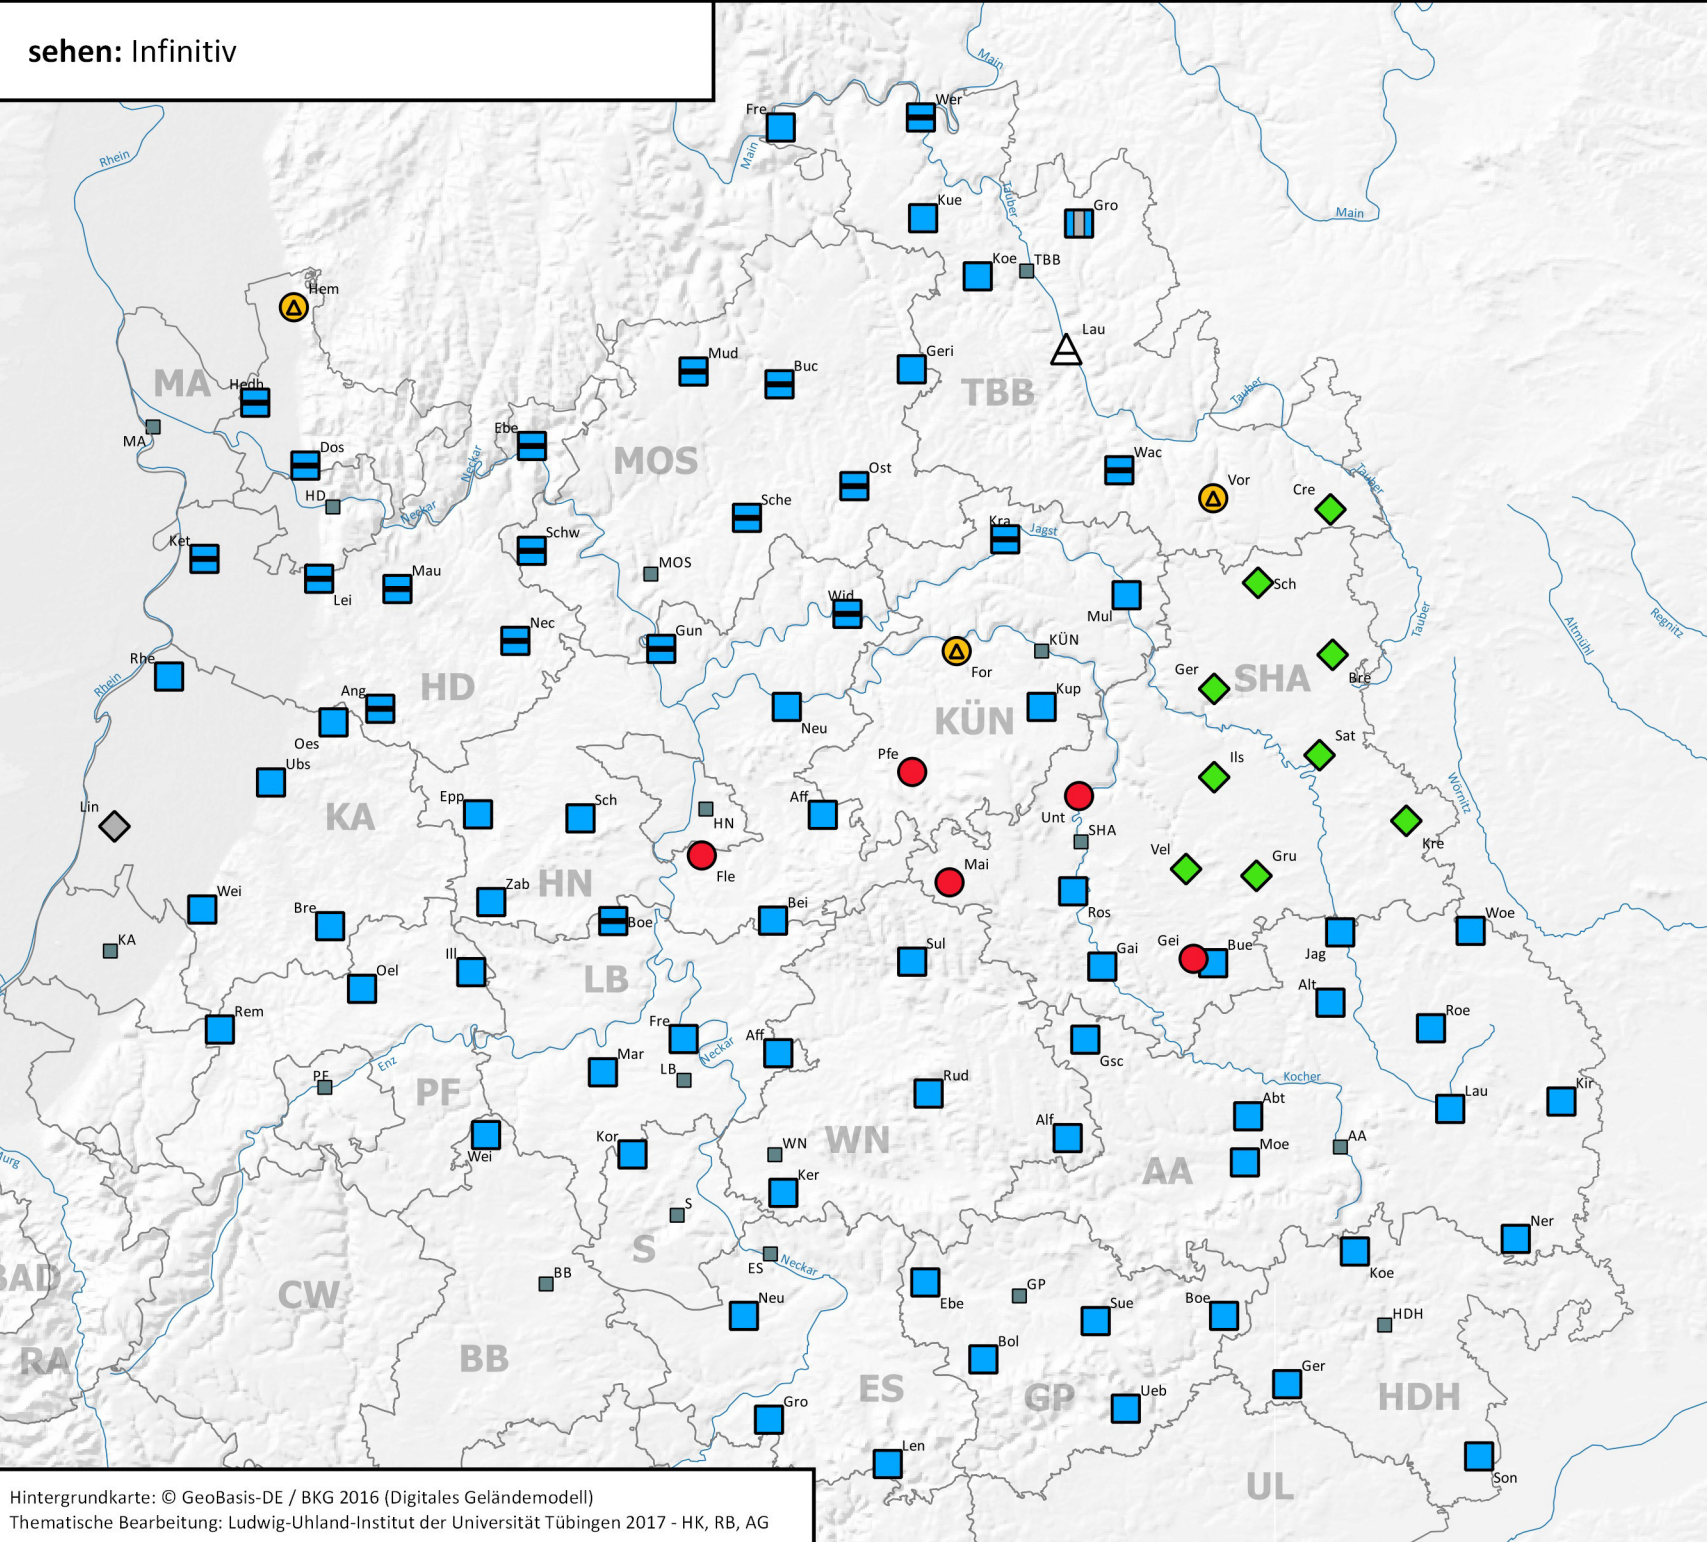 sehen: Infinitiv
Main
Fre
Wer
Rhein
Main
Kue
Tauber
Gro
Main
Koe
TBB
Hem
Lau
Mud
Buc
Geri
MA
Hedh
TBB
Tauber
MA
Dos
Ebe
Neckar
MOS
Ost
Wac
Vor
Cre
Tauber
HD
Neckar
Sche
Kra
Jagst
Ket
Schw
Lei
Mau
MOS
Wid
Mul
Sch
Tauber
Altmühl
Regnitz
Nec
Gun
For
KÜN
Rhe
Rhein
Ang
HD
Ger
SHA
Bre
Oes
Neu
Kup
KÜN
Ubs
Pfe
Ils
Sat
Wörnitz
Lin
KA
Epp
Sch
HN
Aff
Unt
SHA
Kre
Fle
Mai
Vel
Gru
Wei
Bre
Zab
HN
Boe
Bei
Ros
Woe
KA
Oel
Ill
LB
Sul
Gai
Gei
Bue
Jag
Alt
Rem
Fre
Neckar
Aff
Gsc
Roe
Enz
PF
PF
Mar
LB
Rud
Kocher
Abt
Lau
Kir
Murg
Wei
Kor
WN
WN
Alf
Moe
AA
AA
Ker
S
S
Ner
BAD
CW
BB
ES
Neckar
Ebe
GP
Koe
Neu
Sue
Boe
HDH
RA
BB
Bol
ES
GP
Ueb
Ger
HDH
Gro
Len
UL
Son
Hintergrundkarte: © GeoBasis-DE / BKG 2016 (Digitales Geländemodell)
Thematische Bearbeitung: Ludwig-Uhland-Institut der Universität Tübingen 2017 - HK, RB, AG